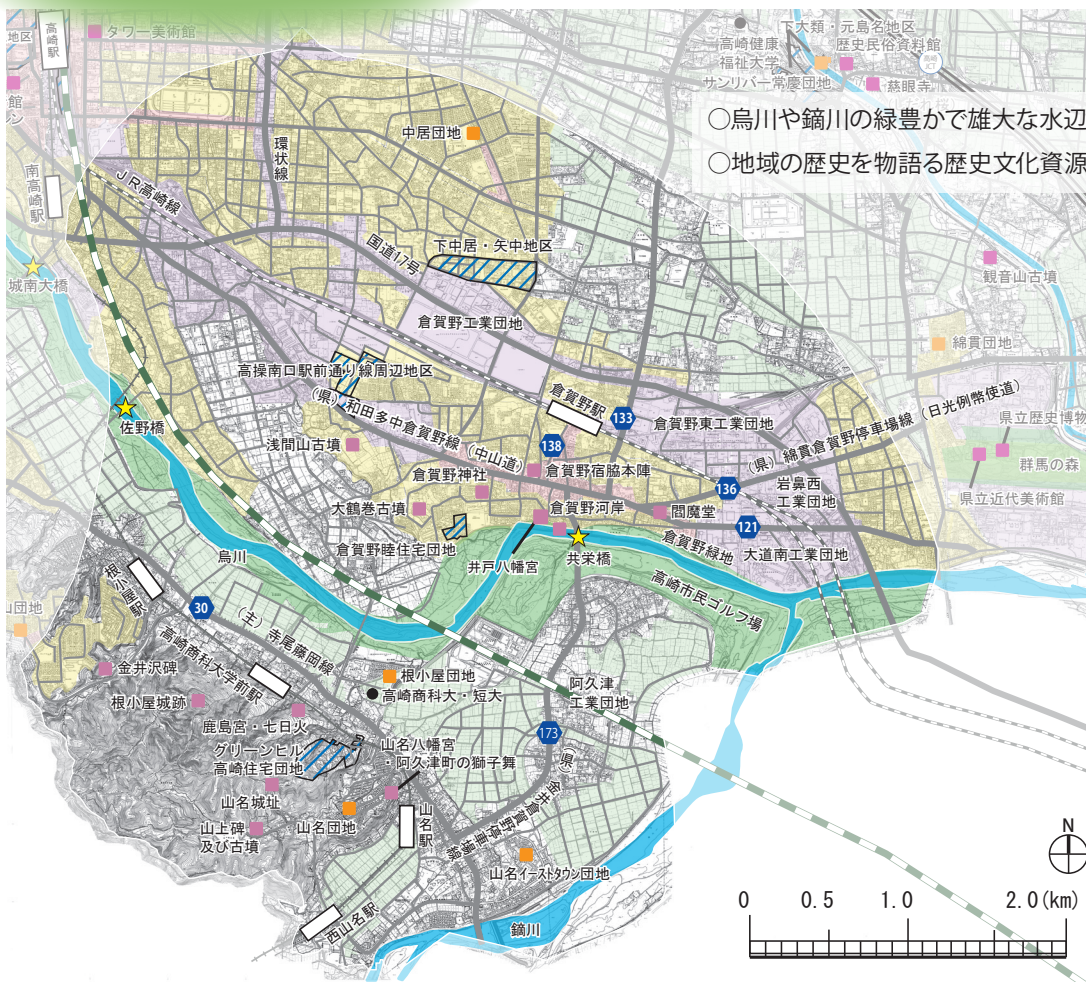 地区
高崎駅
タワー美術館
館
ン
下大類・元島名地区
高崎健康
福祉大学
歴史民俗資料館
サンリバー常慶団地
慈眼寺
高崎
JCT
○烏川や鏑川の緑豊かで雄大な水辺
○地域の歴史を物語る歴史文化資源
中居団地
環状線
JR高崎線
南高崎駅
国道17号
下中居・矢中地区
城南大橋
観音山古墳
倉賀野工業団地
綿貫団地
高操南口駅前通り線周辺地区
(県)和田多中倉賀野線(中山道)
倉賀野駅
133
倉賀野東工業団地
(県)綿貫倉賀野停車場線(日光例幣使道)
佐野橋
浅間山古墳
138
倉賀野宿脇本陣
県立歴史博物
群馬の森
県立近代美術館
倉賀野神社
136
岩鼻西
工業団地
大鶴巻古墳
倉賀野河岸
閻魔堂
121
倉賀野睦住宅団地
井戸八幡宮
共栄橋
倉賀野緑地
大道南工業団地
烏川
高崎市民ゴルフ場
根小屋駅
30
(主)寺尾藤岡線
山団地
金井沢碑
高崎商科大学前駅
根小屋団地
高崎商科大・短大
阿久津
工業団地
根小屋城跡
鹿島宮・七日火
173
グリーンヒル
高崎住宅団地
山名八幡宮
・阿久津町の獅子舞
(県)金井倉賀野停車場線
山名城址
山名団地
山名駅
山上碑
及び古墳
山名イーストタウン団地
西山名駅
鏑川
N
0 0.5 1.0 2.0(km)